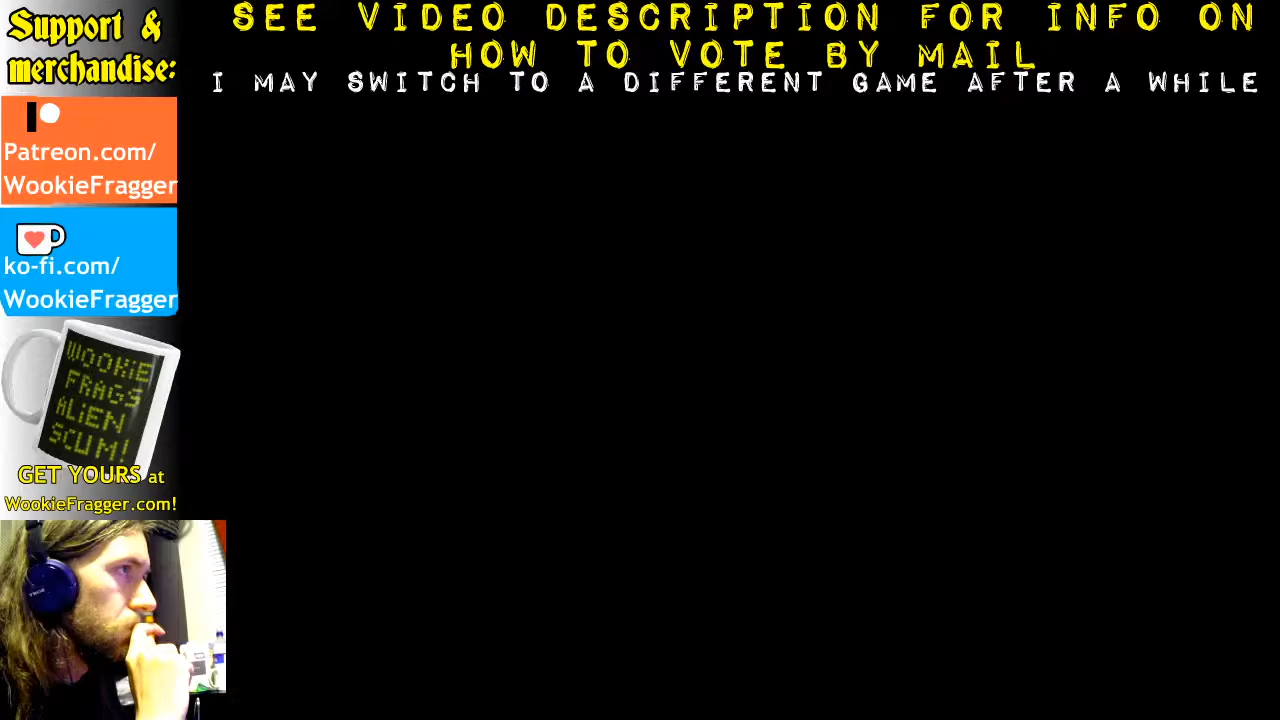 Support &
merchandise:
SEE VIDEO DESCRIPTION FOR INFO ON
HOW TO VOTE BY MAIL
I MAY SWITCH TO A DIFFERENT GAME AFTER A WHILE
Patreon.com/
WookieFragger
ko-fi.com/
WookieFragger
WOOKiE
FRAGS
ALiEN
SCUM!
GET YOURS at
WookieFragger.com!